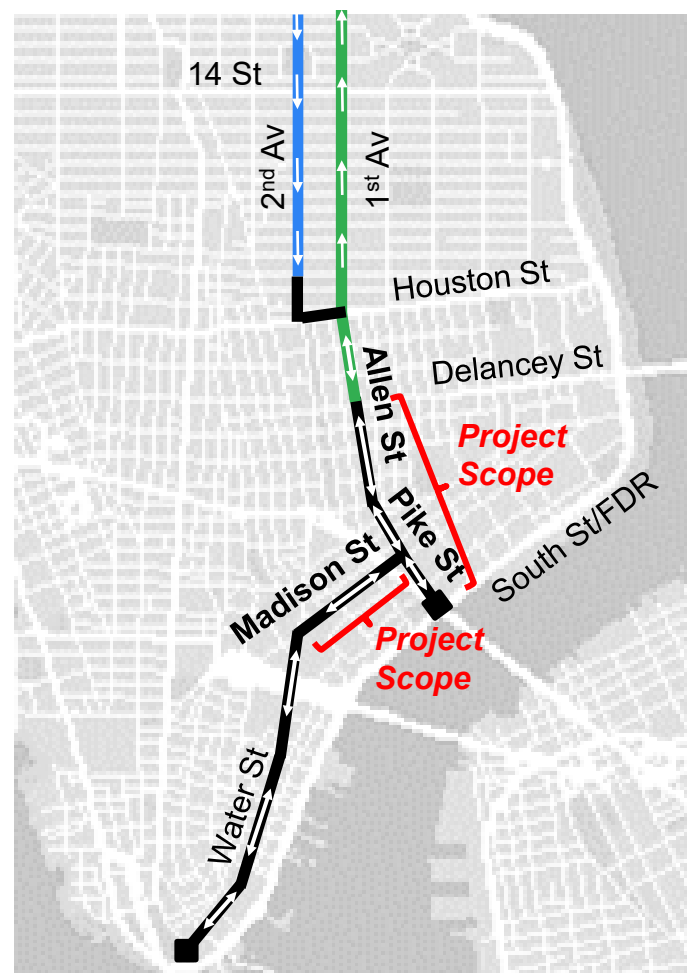 14 St
2nd Av
1st Av
Houston St
Allen St
Delancey St
Project
Scope
Pike St
South St/FDR
Madison St
Project
Scope
Water St